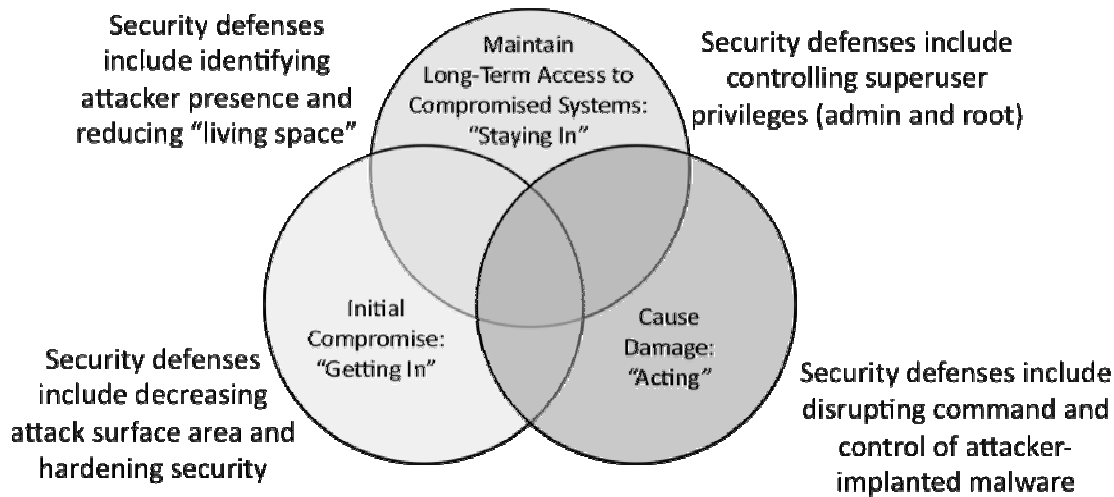 Security defenses
include identifying
attacker presence and
reducing “living space”
Maintain
Long-Term Access to
Compromised Systems:
“Staying In”
Security defenses include
controlling superuser
privileges (admin and root)
Initial
Compromise:
“Getting In”
Cause
Damage:
“Acting”
Security defenses
include decreasing
attack surface area and
hardening security
Security defenses include
disrupting command and
control of attacker-
implanted malware